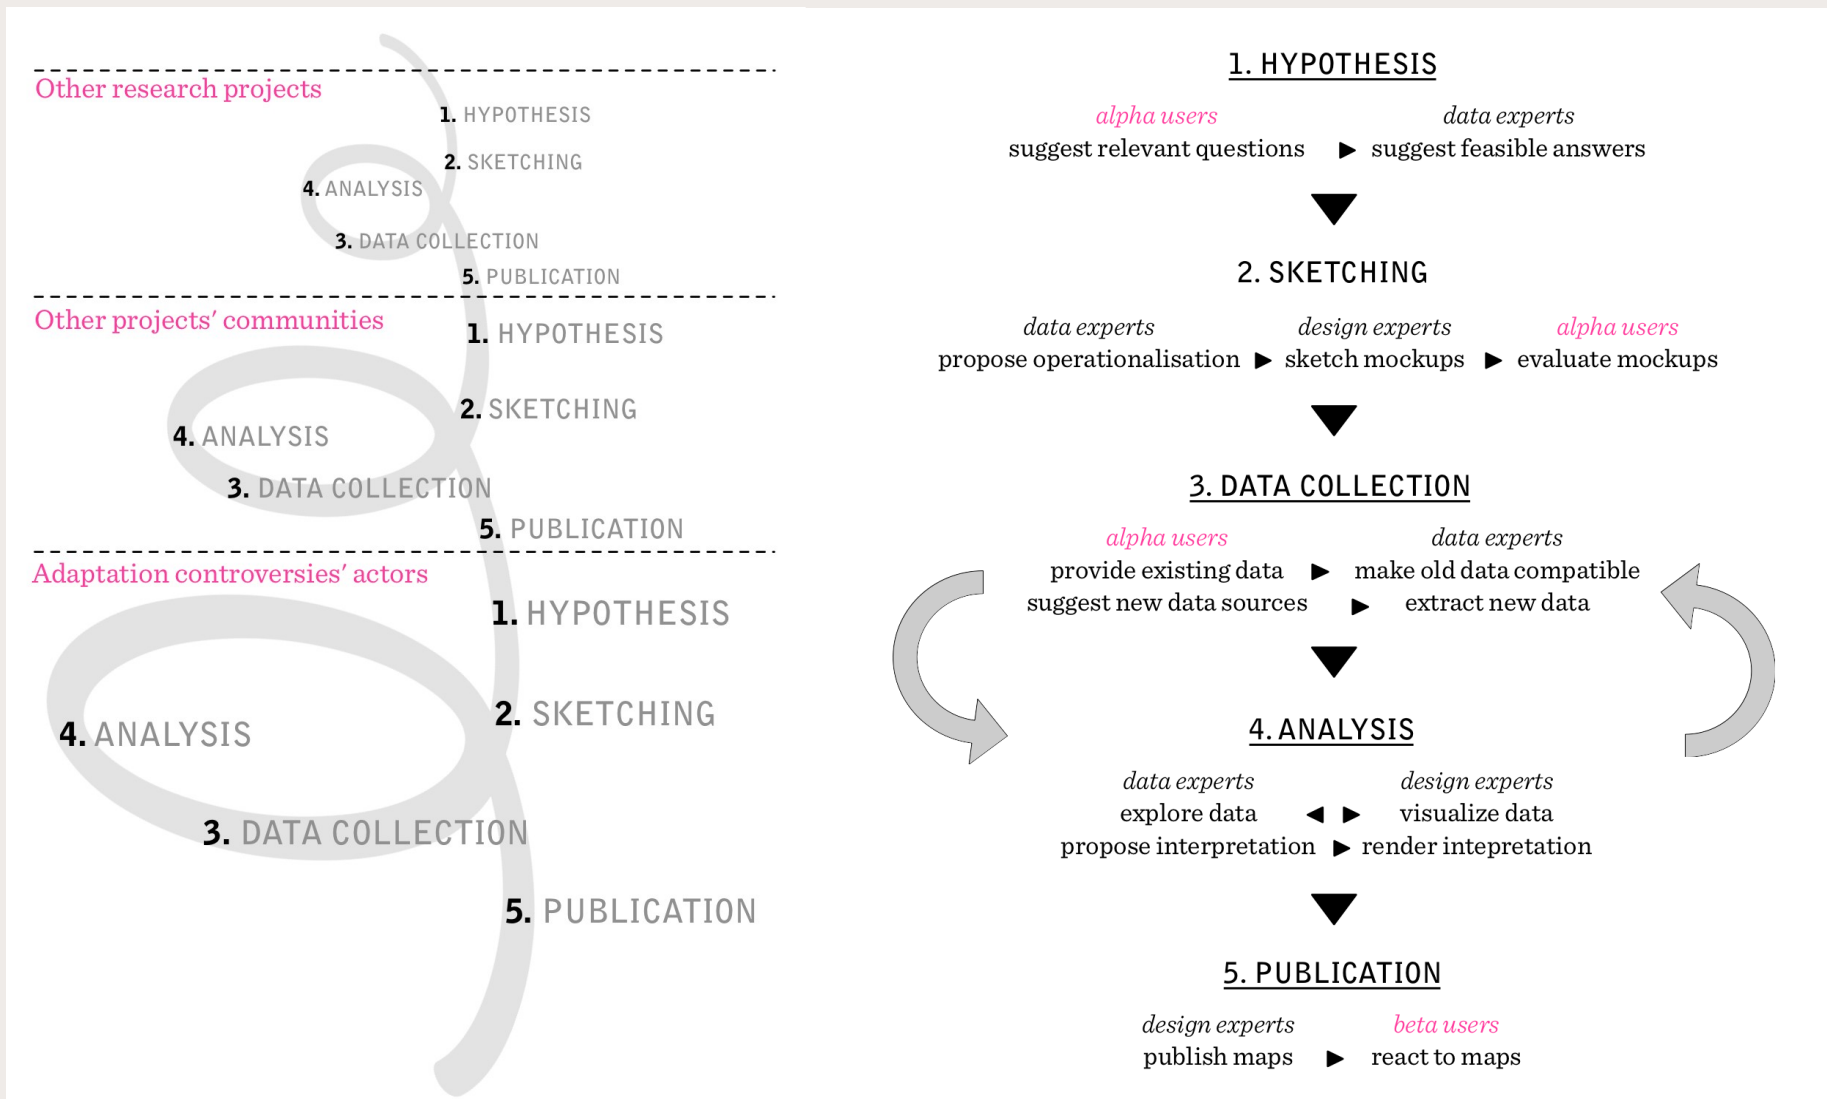 Other research projects
1. HYPOTHESIS
2. SKETCHING
4. ANALYSIS
3. DATA COLLECTION
5. PUBLICATION
Other projects' communities
1. HYPOTHESIS
2. SKETCHING
4. ANALYSIS
3. DATA COLLECTION
5. PUBLICATION
Adaptation controversies' actors
1. HYPOTHESIS
2. SKETCHING
4. ANALYSIS
3. DATA COLLECTION
5. PUBLICATION
1. HYPOTHESIS
alpha users data experts
suggest relevant questions ▶ suggest feasible answers
2. SKETCHING
data experts design experts alpha users
propose operationalisation ▶ sketch mockups ▶ evaluate mockups
3. DATA COLLECTION
alpha users data experts
provide existing data ▶ make old data compatible
suggest new data sources ▶ extract new data
4. ANALYSIS
data experts design experts
explore data ◀ ▶ visualize data
propose interpretation ▶ render intepretation
5. PUBLICATION
design experts beta users
publish maps ▶ react to maps